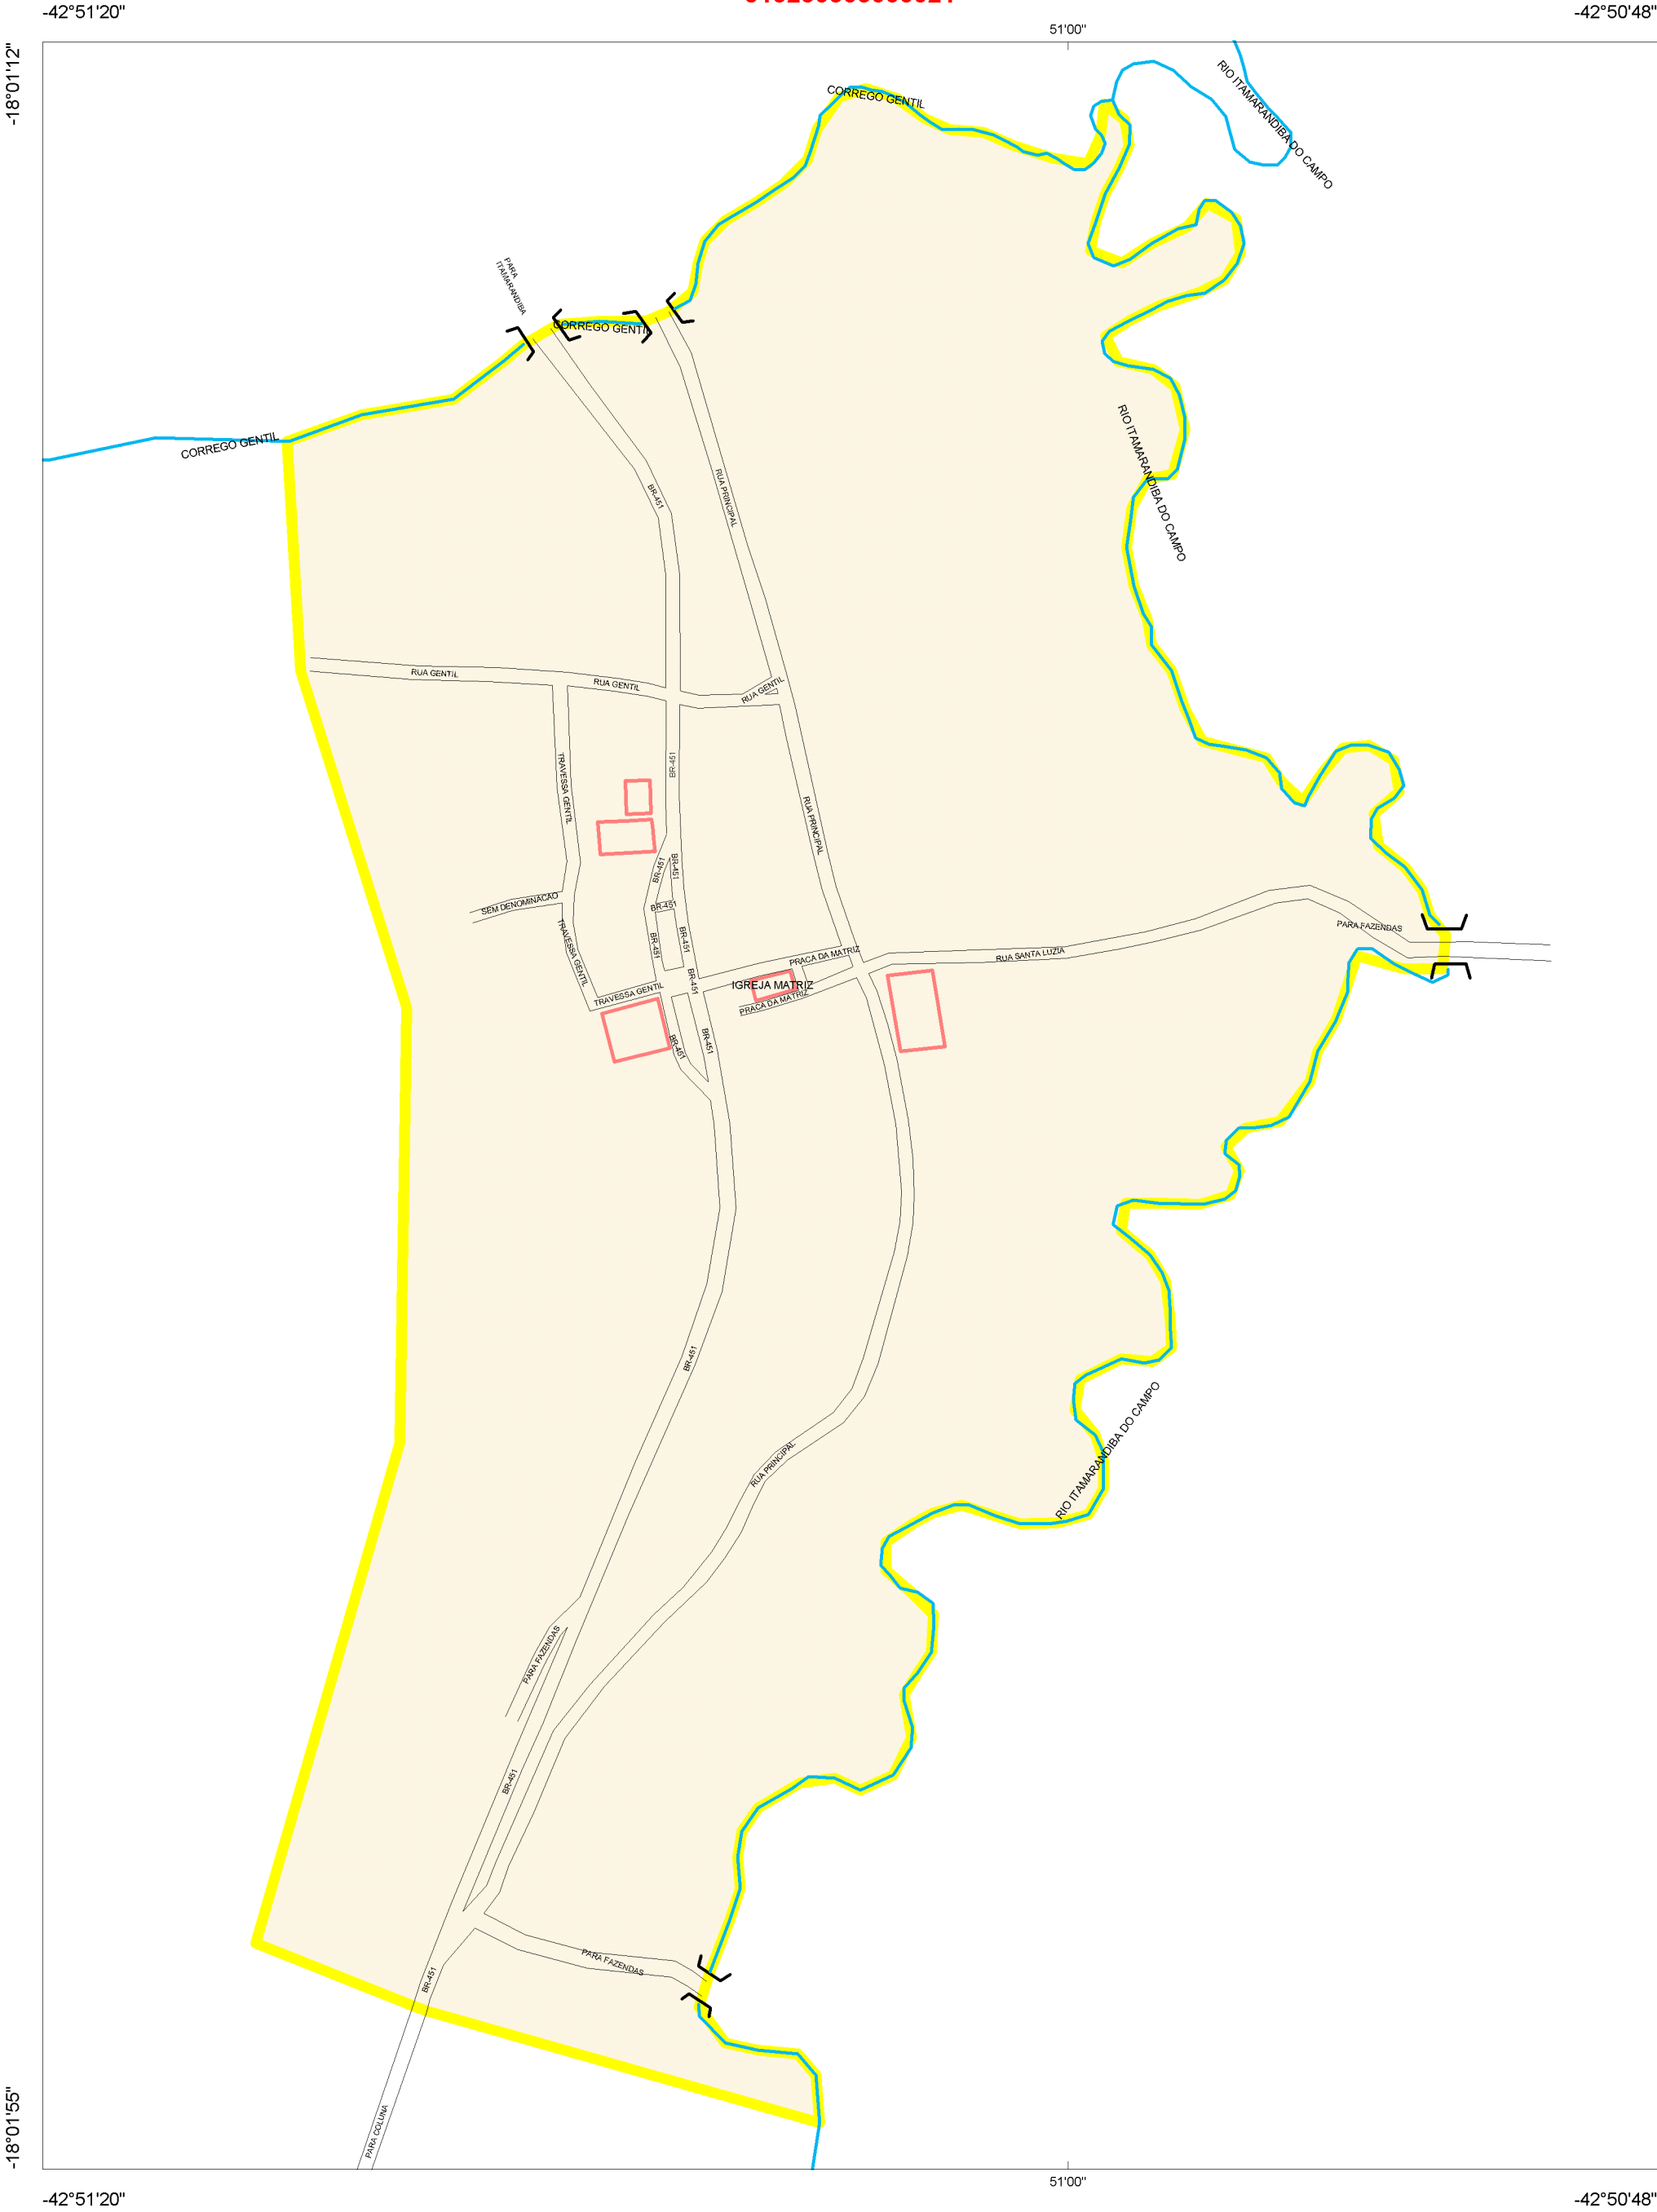 -42°51'20"
-42°50'48"
51'00"
-18°01'12"
RIO ITAMARANDIBA DO CAMPO
CORREGO GENTIL
PARA
ITAMARANDIBA
CORREGO GENTIL
CORREGO GENTIL
RIO ITAMARANDIBA DO CAMPO
BR-451
RUA PRINCIPAL
RUA GENTIL
RUA GENTIL
RUA GENTIL
TRAVESSA GENTIL
BR-451
RUA PRINCIPAL
BR-451
BR-451
SEM DENOMINACAO
BR-451
TRAVESSA GENTIL
BR-451
BR-451
PARA FAZENDAS
PRACA DA MATRIZ
RUA SANTA LUZIA
BR-451
IGREJA MATRIZ
TRAVESSA GENTIL
PRACA DA MATRIZ
BR-451
BR-451
BR-451
RIO ITAMARANDIBA DO CAMPO
RUA PRINCIPAL
PARA FAZENDAS
BR-451
PARA FAZENDAS
BR-451
PARA COLUNA
-18°01'55"
51'00"
-42°51'20"
-42°50'48"